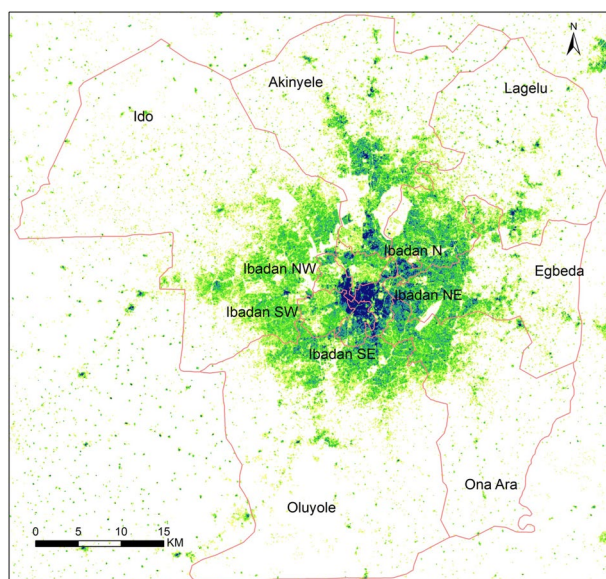 N
Akinyele
Lagelu
Ido
Ibadan N
Ibadan NW
Egbeda
Ibadan NE
Ibadan SW
Ibadan SE
Ona Ara
Oluyole
0 5 10 15
KM